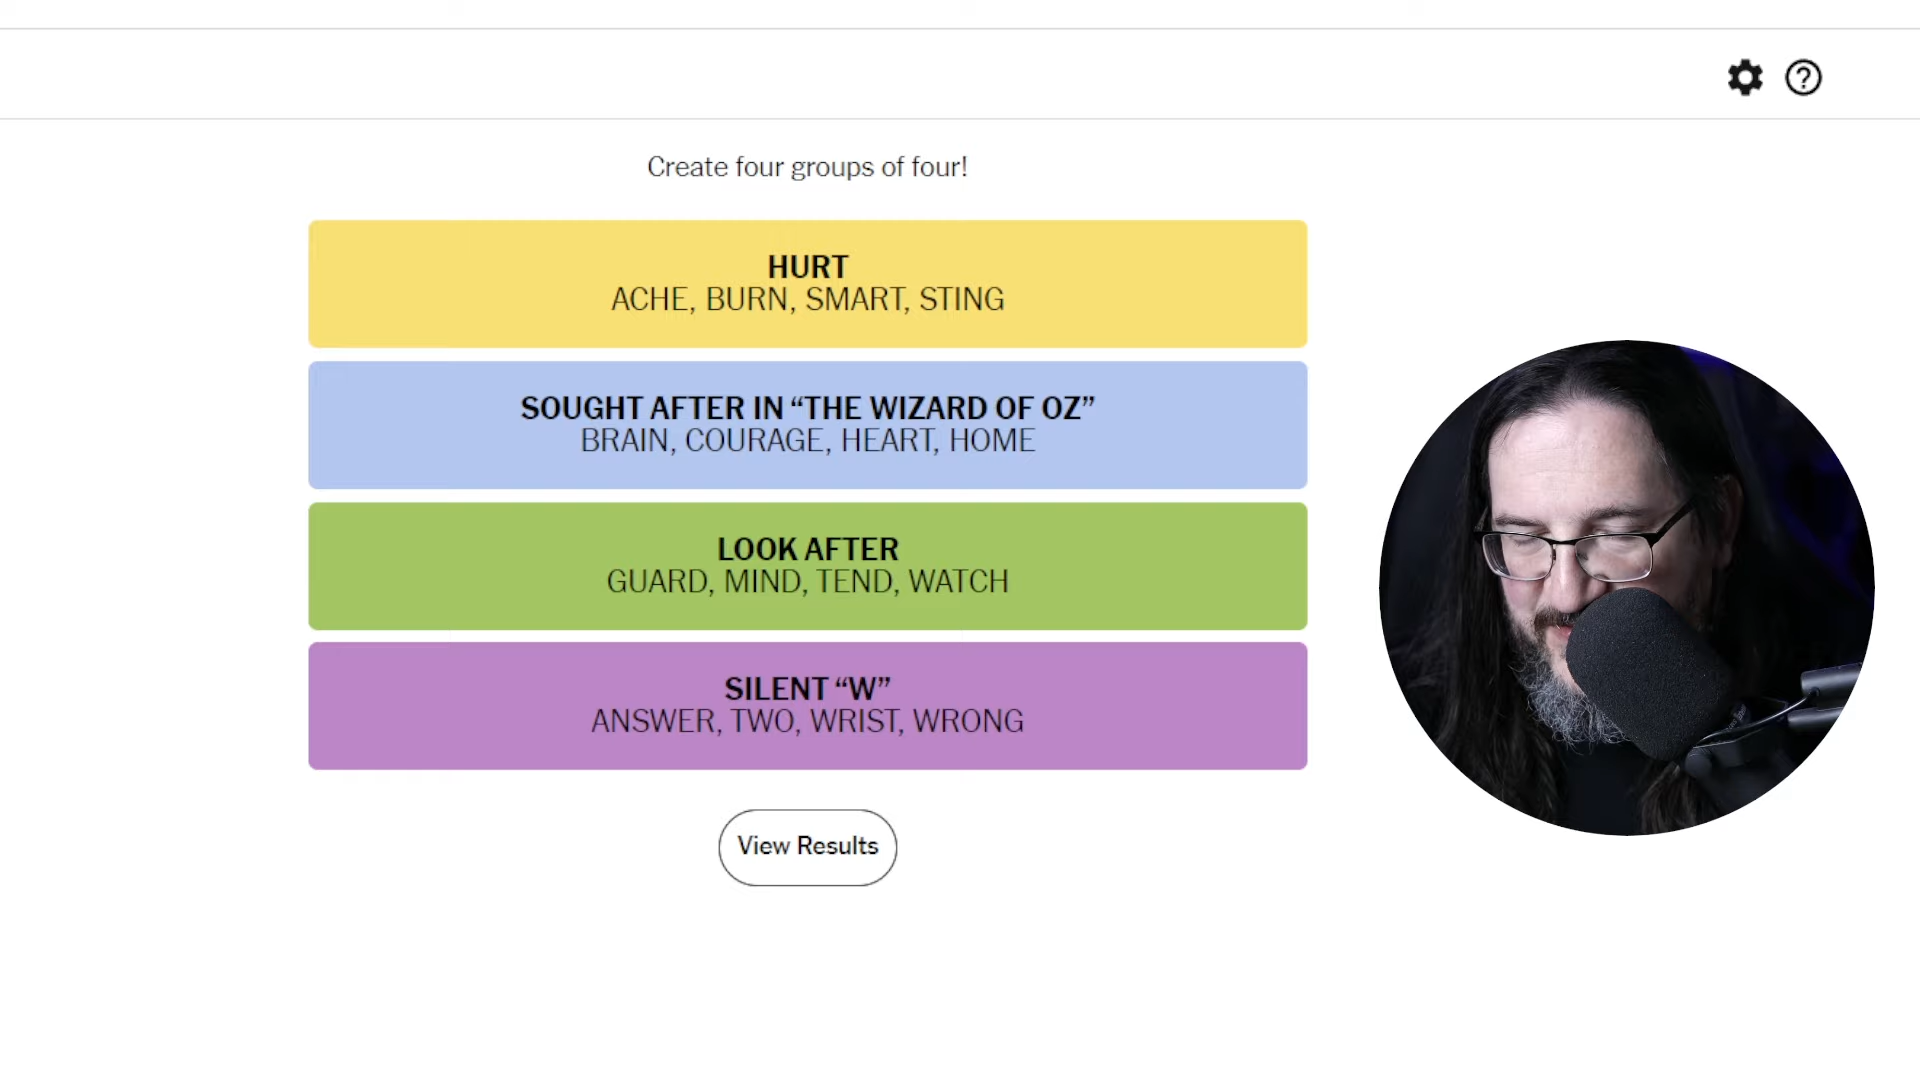 Create four groups of four!
HURT
ACHE, BURN, SMART, STING
SOUGHT AFTER IN “THE WIZARD OF OZ”
BRAIN, COURAGE, HEART, HOME
LOOK AFTER
GUARD, MIND, TEND, WATCH
SILENT “W”
ANSWER, TWO, WRIST, WRONG
View Results